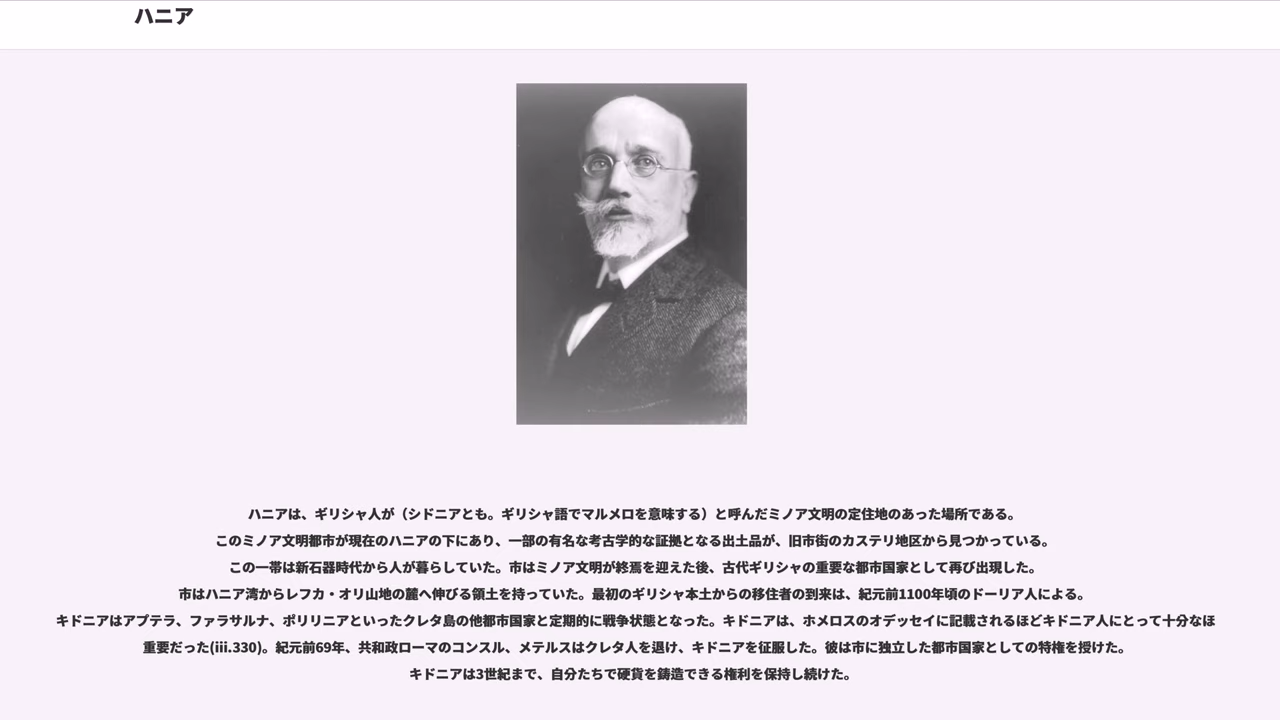 ハニア
ハニアは、ギリシャ人が（シドニアとも。ギリシャ語でマルメロを意味する）と呼んだミノア文明の定住地のあった場所である。
このミノア文明都市が現在のハニアの下にあり、一部の有名な考古学的な証拠となる出土品が、旧市街のカステリ地区から見つかっている。
この一帯は新石器時代から人が暮らしていた。市はミノア文明が終焉を迎えた後、古代ギリシャの重要な都市国家として再び出現した。
市はハニア湾からレフカ・オリ山地の麓へ伸びる領土を持っていた。最初のギリシャ本土からの移住者の到来は、紀元前1100年頃のドーリア人による。
キドニアはアプテラ、ファラサルナ、ポリリニアといったクレタ島の他都市国家と定期的に戦争状態となった。キドニアは、ホメロスのオデッセイに記載されるほどキドニア人にとって十分なほ
重要だった(iii.330)。紀元前69年、共和政ローマのコンスル、メテルスはクレタ人を退け、キドニアを征服した。彼は市に独立した都市国家としての特権を授けた。
キドニアは3世紀まで、自分たちで硬貨を鋳造できる権利を保持し続けた。